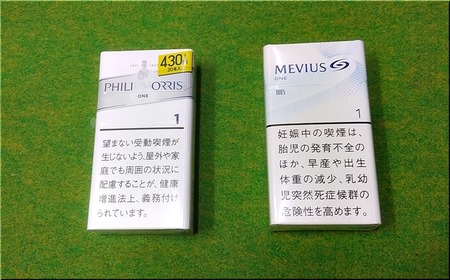 430円
20本入
PHILI ORRIS
ONE
1
望まない受動喫煙が
生じないよう、屋外や家
庭でも周囲の状況に
配慮することが、健康
増進法上、義務付け
られています。
MEVIUS
ONE
100's
1
妊娠中の喫煙は、
胎児の発育不全の
ほか、早産や出生
体重の減少、乳幼
児突然死症候群の
危険性を高めます。